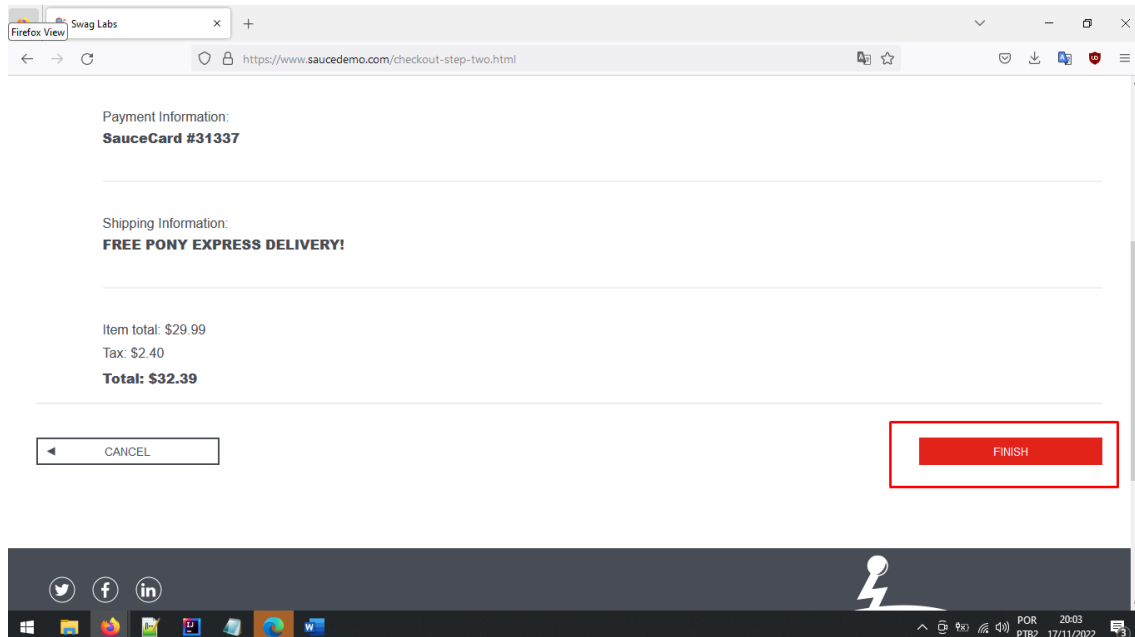 Swag Labs
Firefox View
https://www.saucedemo.com/checkout-step-two.html
Payment Information:
SauceCard #31337
Shipping Information:
FREE PONY EXPRESS DELIVERY!
Item total: $29.99
Tax: $2.40
Total: $32.39
CANCEL
FINISH
POR 20:03
PTB2 17/11/2022
3